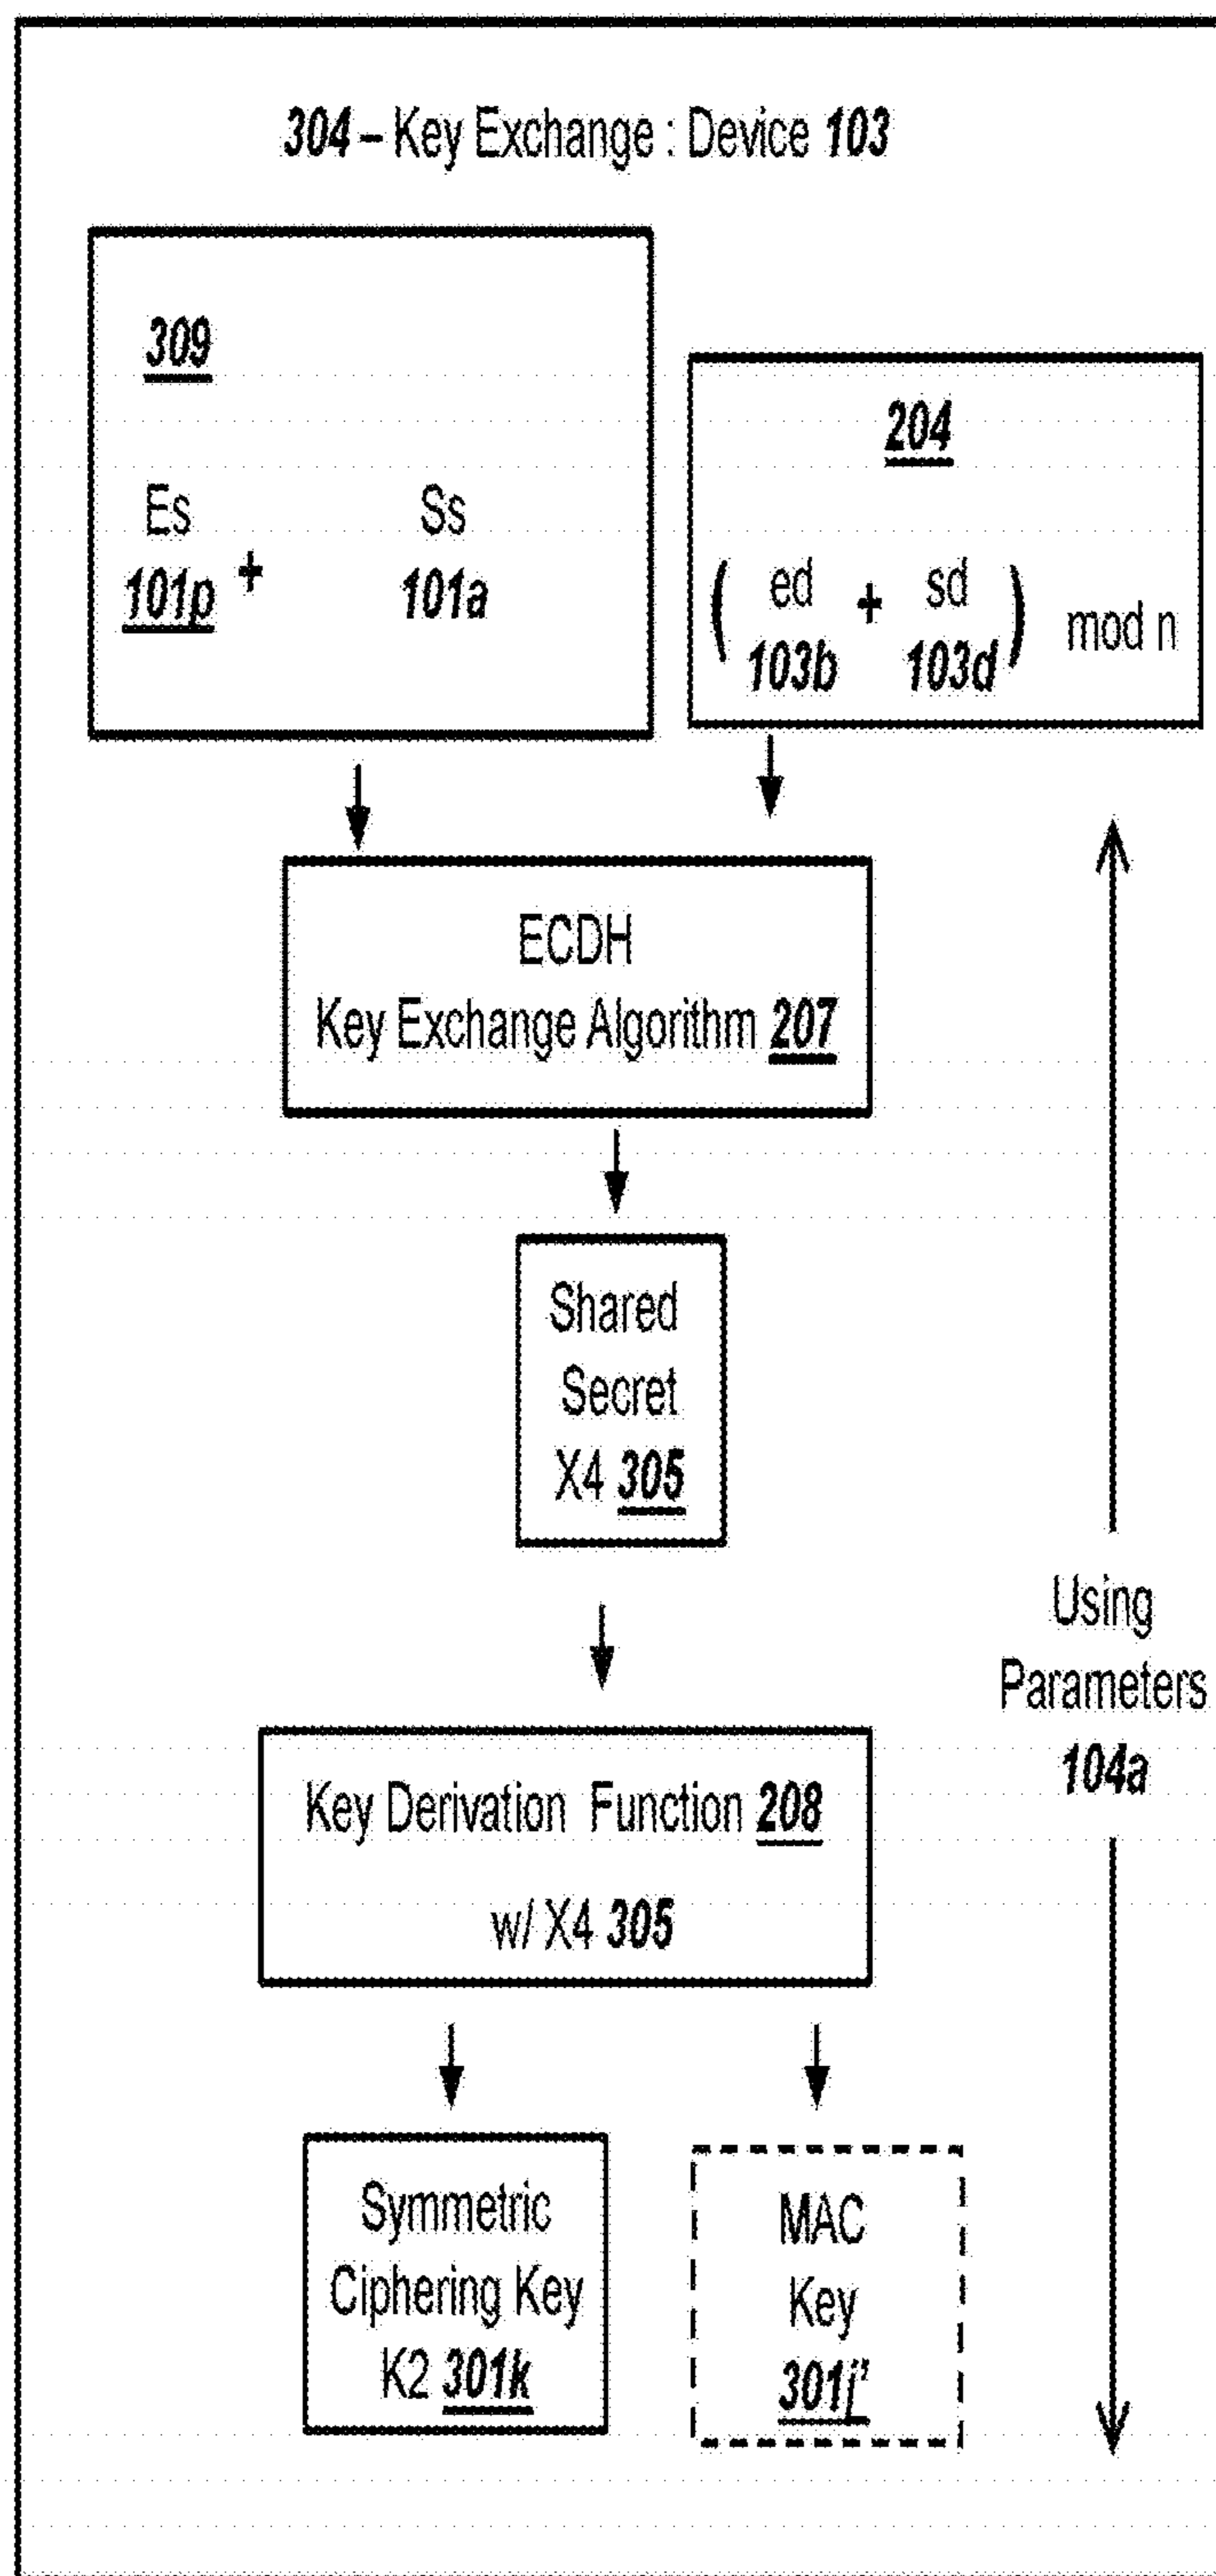 304 – Key Exchange : Device 103
309
Es Ss
101p + 101a
204
( ed + sd ) mod n
103b 103d
ECDH
Key Exchange Algorithm 207
Shared
Secret
X4 305
Using
Parameters
104a
Key Derivation Function 208
w/ X4 305
Symmetric
Ciphering Key
K2 301k
MAC
Key
301j'